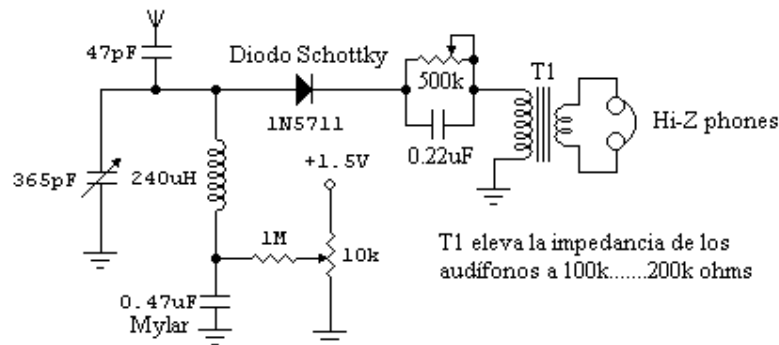 47pF
Diodo Schottky
1N5711
500k
0.22uF
T1
Hi-Z phones
365pF
240uH
+1.5V
1M
10k
0.47uF
Mylar
T1 eleva la impedancia de los
audífonos a 100k......200k ohms